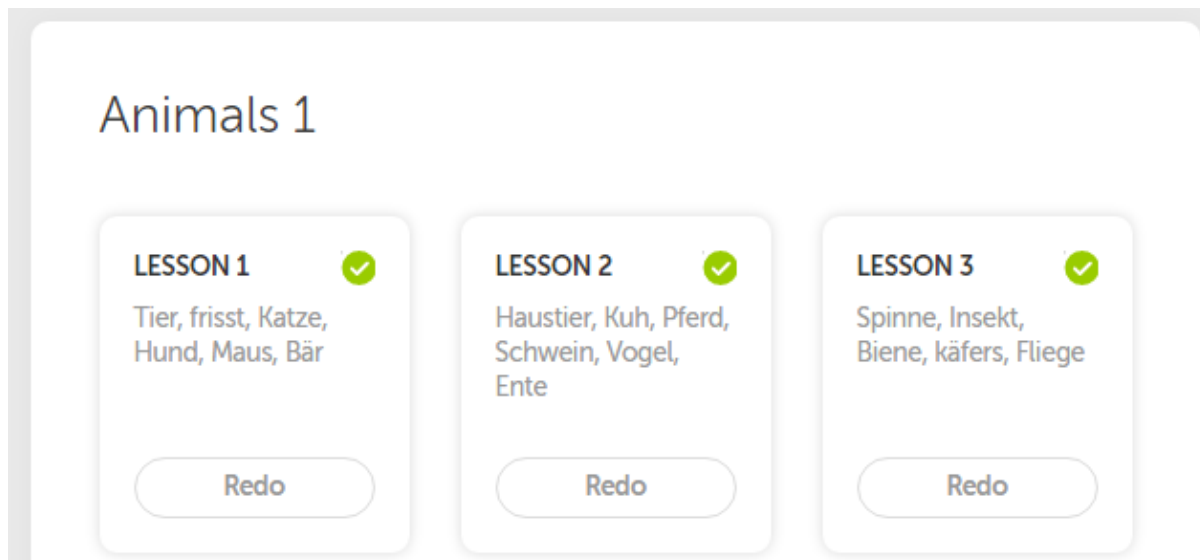 Animals 1
LESSON 1
Tier, frisst, Katze,
Hund, Maus, Bär
Redo
LESSON 2
Haustier, Kuh, Pferd,
Schwein, Vogel,
Ente
Redo
LESSON 3
Spinne, Insekt,
Biene, käfers, Fliege
Redo